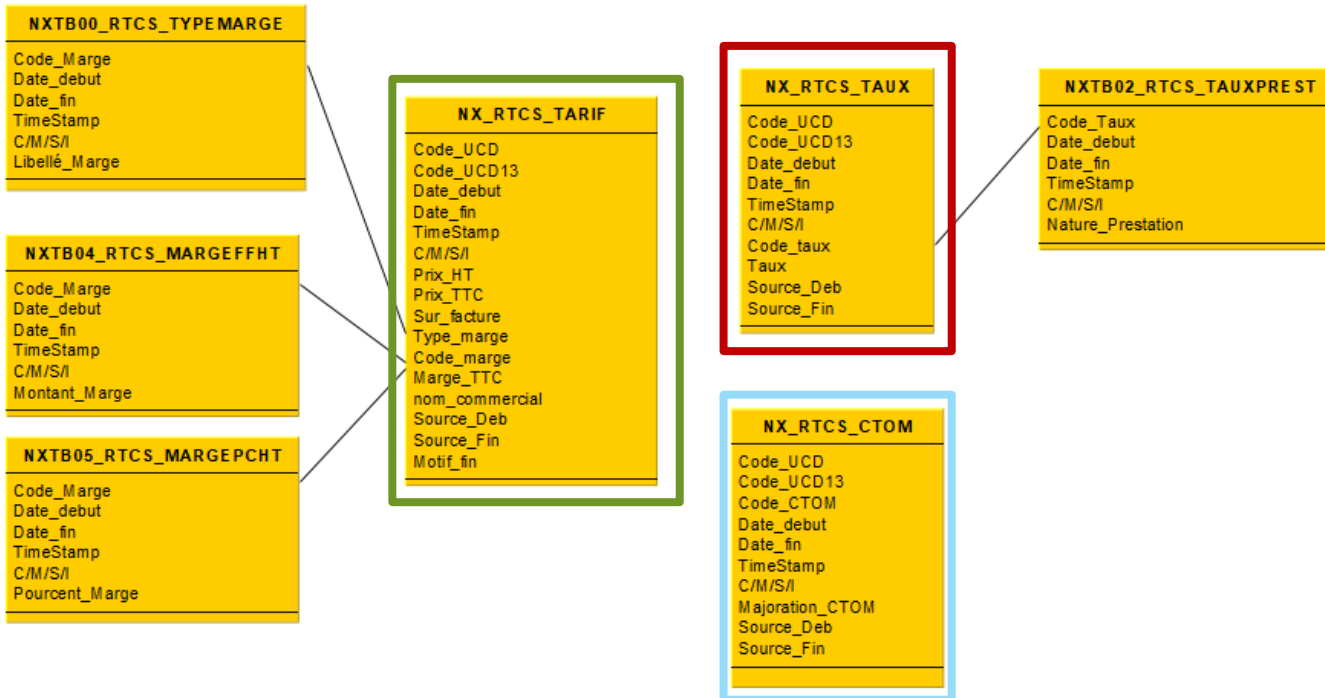 NXTB00_RTCS_TYPEMARGE
Code_Marge
Date_debut
Date_fin
TimeStamp
C/M/S/I
Libellé_Marge
NXTB04_RTCS_MARGEFFHT
Code_Marge
Date_debut
Date_fin
TimeStamp
C/M/S/I
Montant_Marge
NXTB05_RTCS_MARGEPCHT
Code_Marge
Date_debut
Date_fin
TimeStamp
C/M/S/I
Pourcent_Marge
NX_RTCS_TARIF
Code_UCD
Code_UCD13
Date_debut
Date_fin
TimeStamp
C/M/S/I
Prix_HT
Prix_TTC
Sur_facture
Type_marge
Code_marge
Marge_TTC
nom_commercial
Source_Deb
Source_Fin
Motif_fin
NX_RTCS_TAUX
Code_UCD
Code_UCD13
Date_debut
Date_fin
TimeStamp
C/M/S/I
Code_taux
Taux
Source_Deb
Source_Fin
NX_RTCS_CTOM
Code_UCD
Code_UCD13
Code_CTOM
Date_debut
Date_fin
TimeStamp
C/M/S/I
Majoration_CTOM
Source_Deb
Source_Fin
NXTB02_RTCS_TAUXPREST
Code_Taux
Date_debut
Date_fin
TimeStamp
C/M/S/I
Nature_Prestation